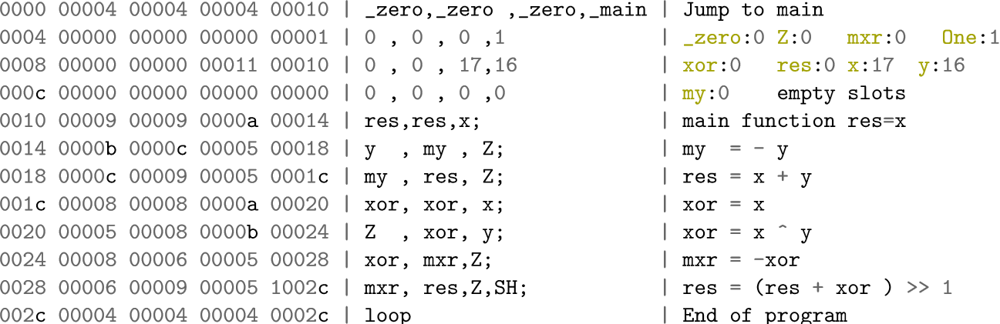 0000 00004 00004 00004 00010 | _zero,_zero ,_zero,_main | Jump to main
0004 00000 00000 00000 00001 | 0 , 0 , 0 ,1 | _zero:0 Z:0 mxr:0 One:1
0008 00000 00000 00011 00010 | 0 , 0 , 17,16 | xor:0 res:0 x:17 y:16
000c 00000 00000 00000 00000 | 0 , 0 , 0 ,0 | my:0 empty slots
0010 00009 00009 0000a 00014 | res,res,x; | main function res=x
0014 0000b 0000c 00005 00018 | y , my , Z; | my = - y
0018 0000c 00009 00005 0001c | my , res, Z; | res = x + y
001c 00008 00008 0000a 00020 | xor, xor, x; | xor = x
0020 00005 00008 0000b 00024 | Z , xor, y; | xor = x ^ y
0024 00008 00006 00005 00028 | xor, mxr,Z; | mxr = -xor
0028 00006 00009 00005 1002c | mxr, res,Z,SH; | res = (res + xor ) >> 1
002c 00004 00004 00004 0002c | loop | End of program